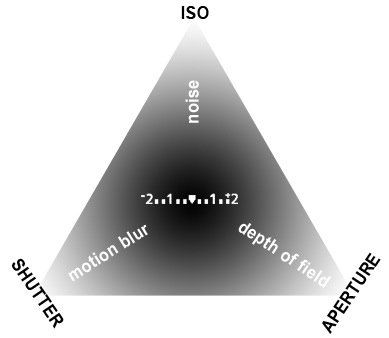 ISO
noise
-2..1..▾..1..+2
motion blur
depth of field
SHUTTER
APERTURE